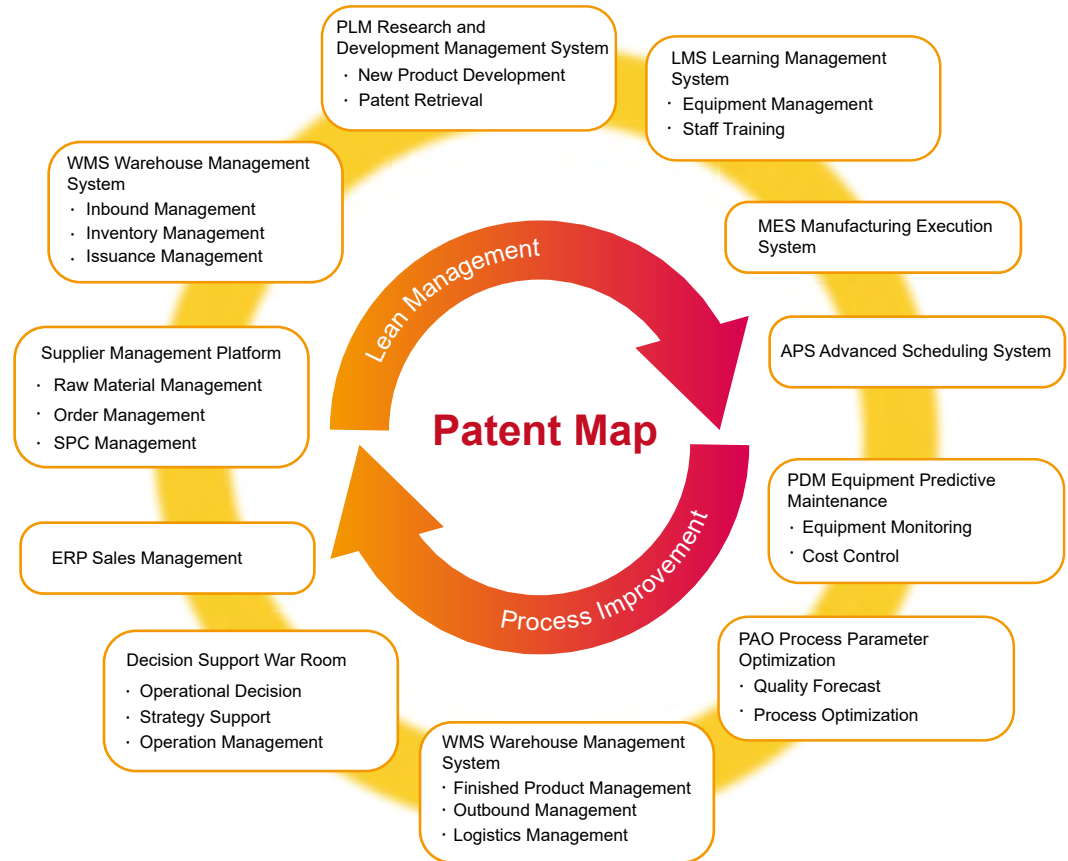 PLM Research and
Development Management System
· New Product Development
· Patent Retrieval
LMS Learning Management
System
· Equipment Management
· Staff Training
WMS Warehouse Management
System
· Inbound Management
· Inventory Management
· Issuance Management
MES Manufacturing Execution
System
Lean Management
Supplier Management Platform
· Raw Material Management
· Order Management
· SPC Management
APS Advanced Scheduling System
Patent Map
PDM Equipment Predictive
Maintenance
· Equipment Monitoring
· Cost Control
ERP Sales Management
Process Improvement
PAO Process Parameter
Optimization
· Quality Forecast
· Process Optimization
Decision Support War Room
· Operational Decision
· Strategy Support
· Operation Management
WMS Warehouse Management
System
· Finished Product Management
· Outbound Management
· Logistics Management